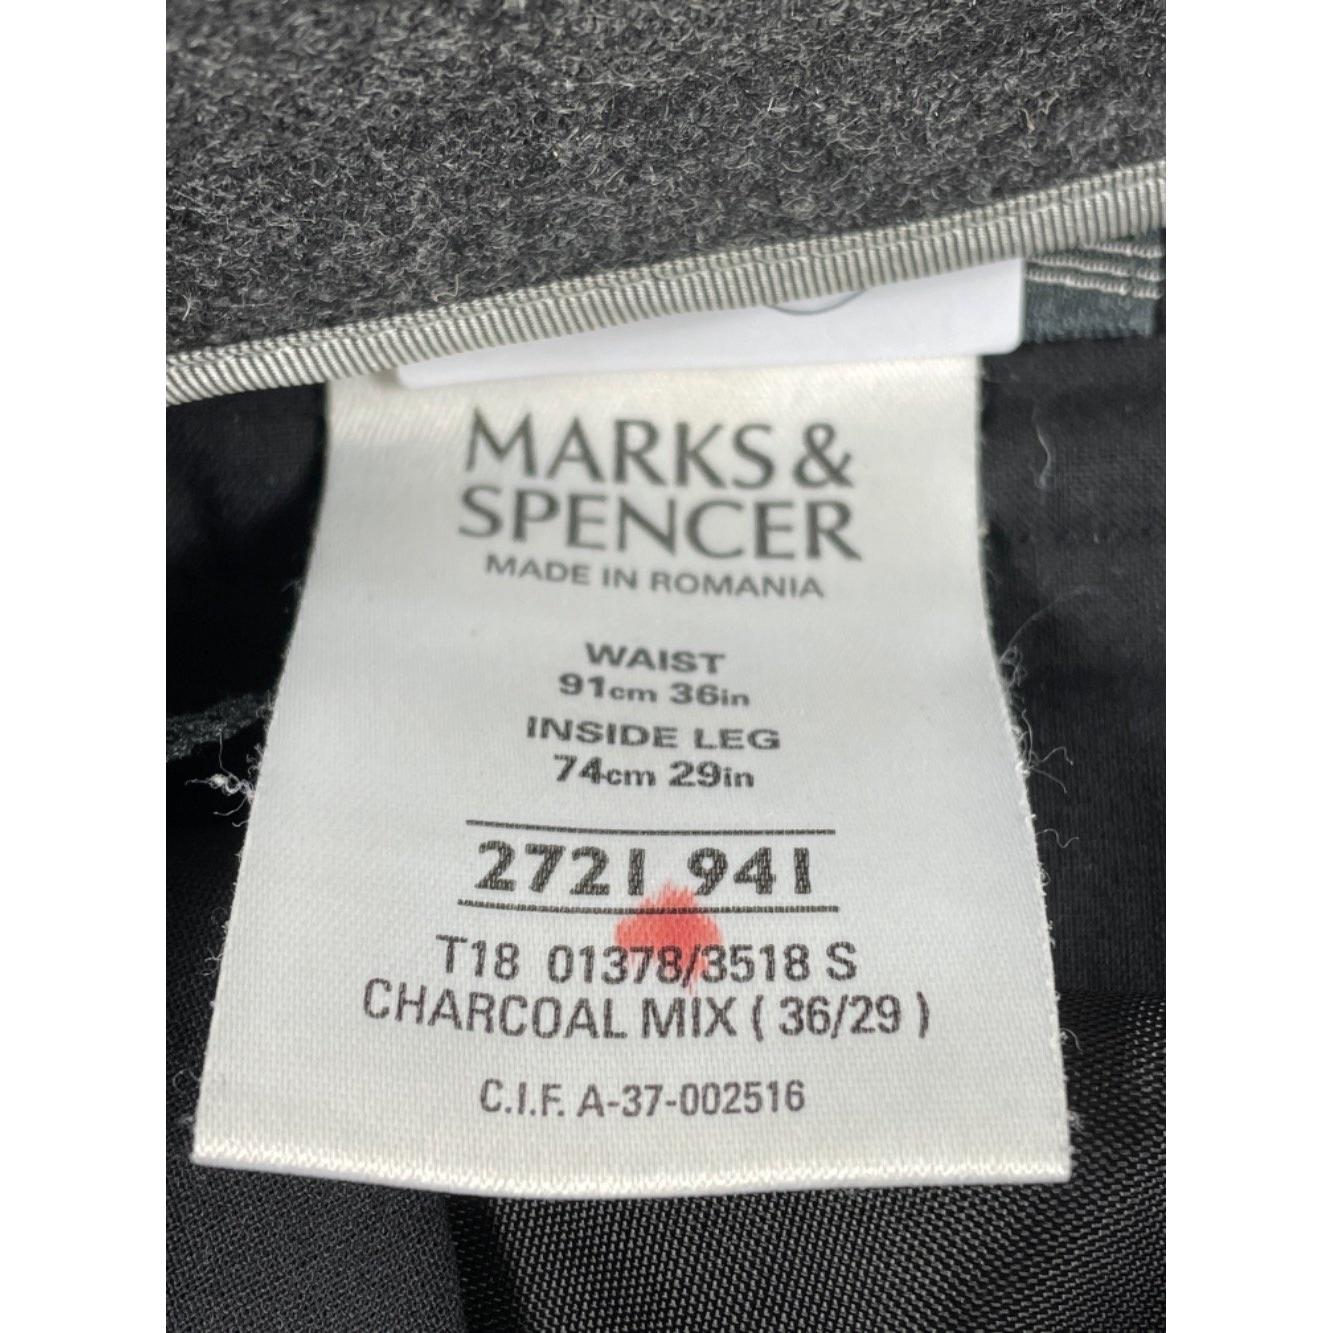 MARKS &
SPENCER
MADE IN ROMANIA
WAIST
91cm 36in
INSIDE LEG
74cm 29in
2721 941
T18 01378/3518 S
CHARCOAL MIX ( 36/29 )
C.I.F. A-37-002516